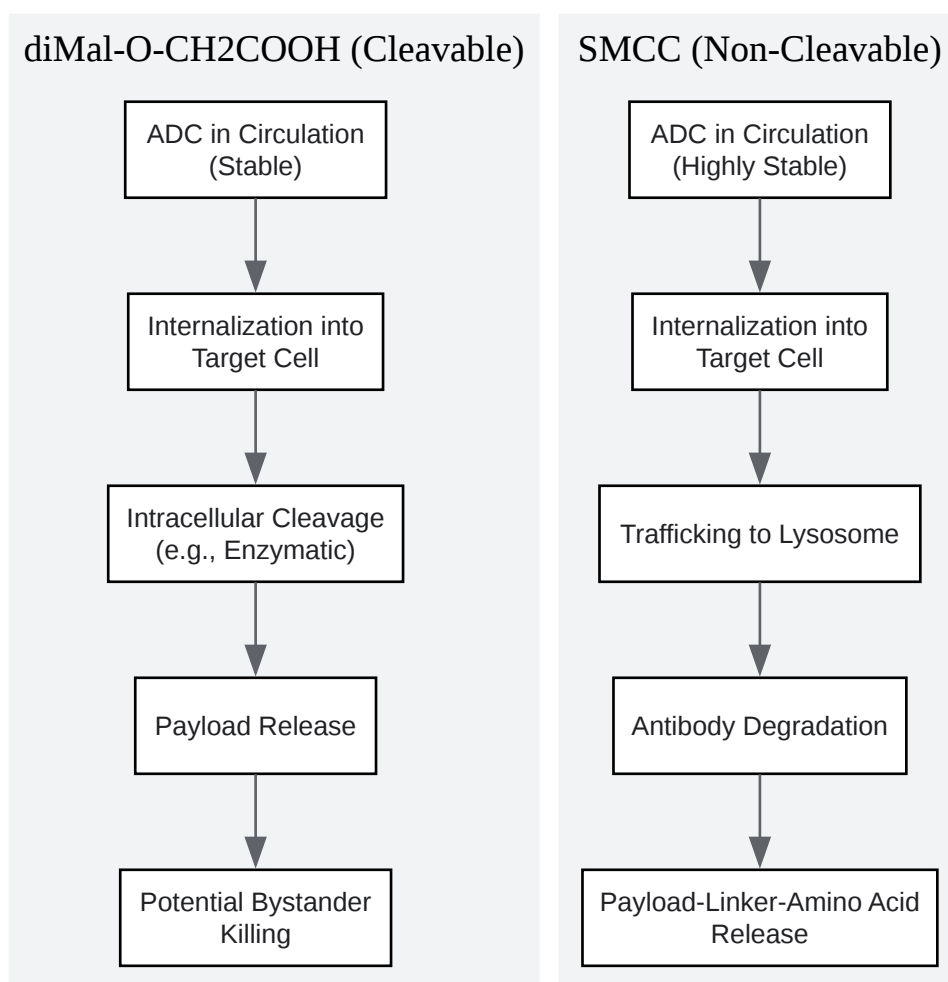 diMal-O-CH2COOH (Cleavable)
ADC in Circulation
(Stable)
Internalization into
Target Cell
Intracellular Cleavage
(e.g., Enzymatic)
Payload Release
Potential Bystander
Killing
SMCC (Non-Cleavable)
ADC in Circulation
(Highly Stable)
Internalization into
Target Cell
Trafficking to Lysosome
Antibody Degradation
Payload-Linker-Amino Acid
Release